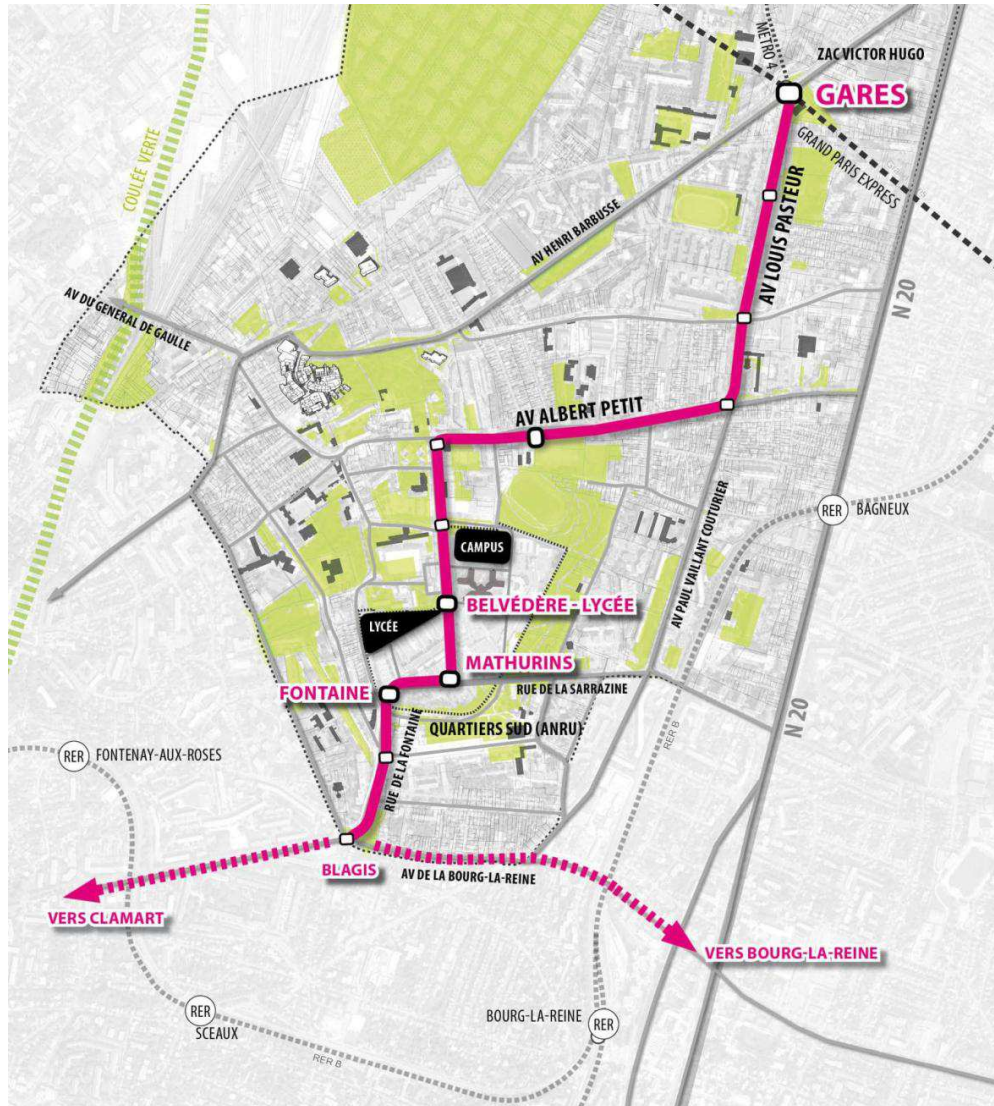 METRO 4
ZAC VICTOR HUGO
GARES
GRAND PARIS EXPRESS
COULÉE VERTE
AV HENRI BARBUSSE
AV LOUIS PASTEUR
N 20
AV DU GENERAL DE GAULLE
AV ALBERT PETIT
RER
BAGNEUX
CAMPUS
AV PAUL VAILLANT COUTURIER
BELVÉDÈRE - LYCÉE
LYCÉE
MATHURINS
RUE DE LA SARRAZINE
FONTAINE
QUARTIERS SUD (ANRU)
RER B
N 20
RUE DE LA FONTAINE
RER
FONTENAY-AUX-ROSES
BLAGIS
AV DE LA BOURG-LA-REINE
VERS CLAMART
VERS BOURG-LA-REINE
RER
SCEAUX
BOURG-LA-REINE
RER
RER B